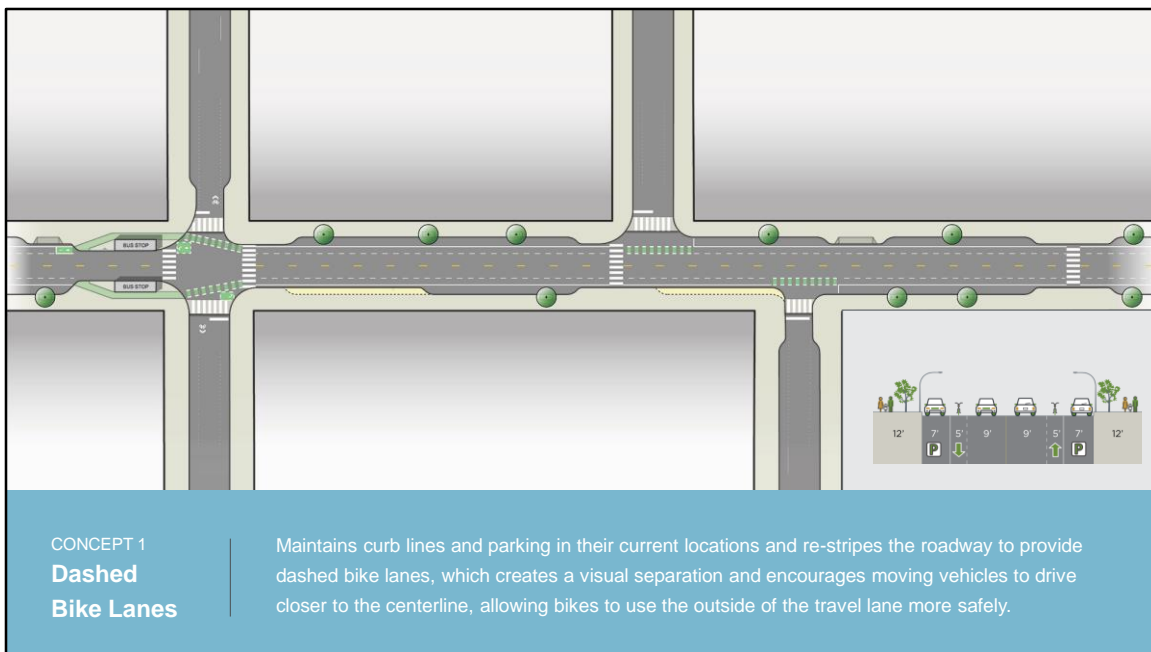 BUS STOP
BUS STOP
12' 7' 5' 9' 9' 5' 7' 12'
P P
CONCEPT 1
Dashed
Bike Lanes
Maintains curb lines and parking in their current locations and re-stripes the roadway to provide
dashed bike lanes, which creates a visual separation and encourages moving vehicles to drive
closer to the centerline, allowing bikes to use the outside of the travel lane more safely.